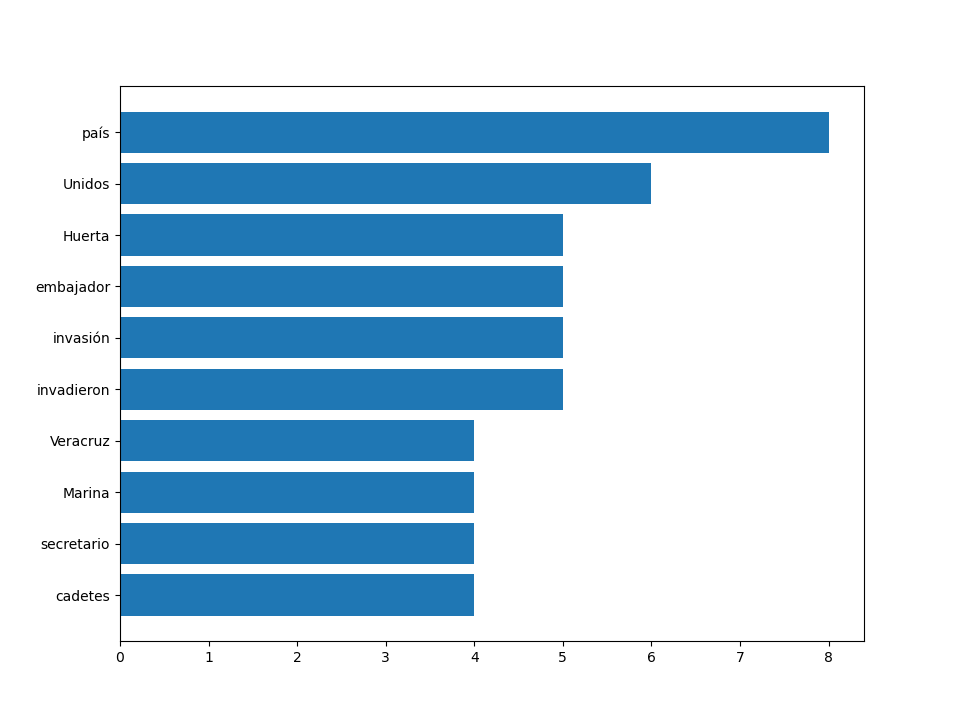 país
Unidos
Huerta
embajador
invasión
invadieron
Veracruz
Marina
secretario
cadetes
0 1 2 3 4 5 6 7 8